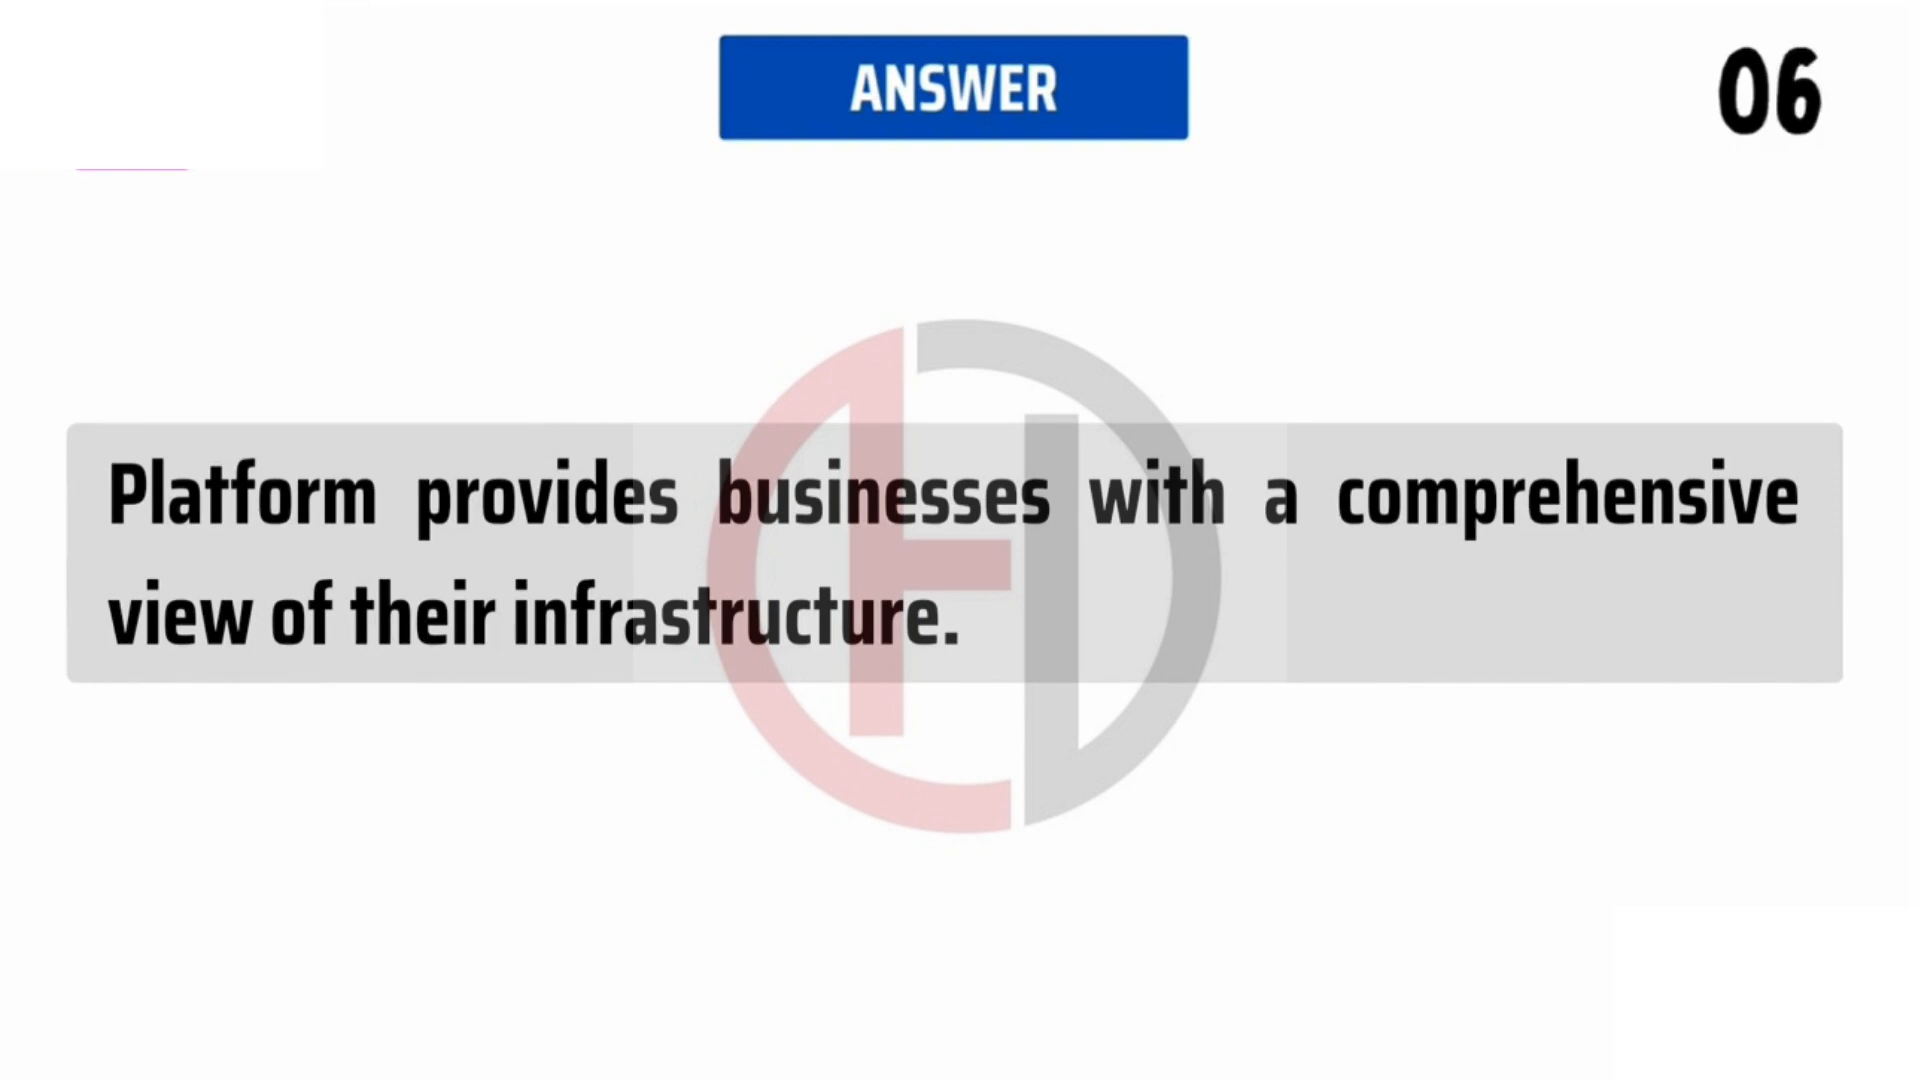 ANSWER
06
Platform provides businesses with a comprehensive
view of their infrastructure.